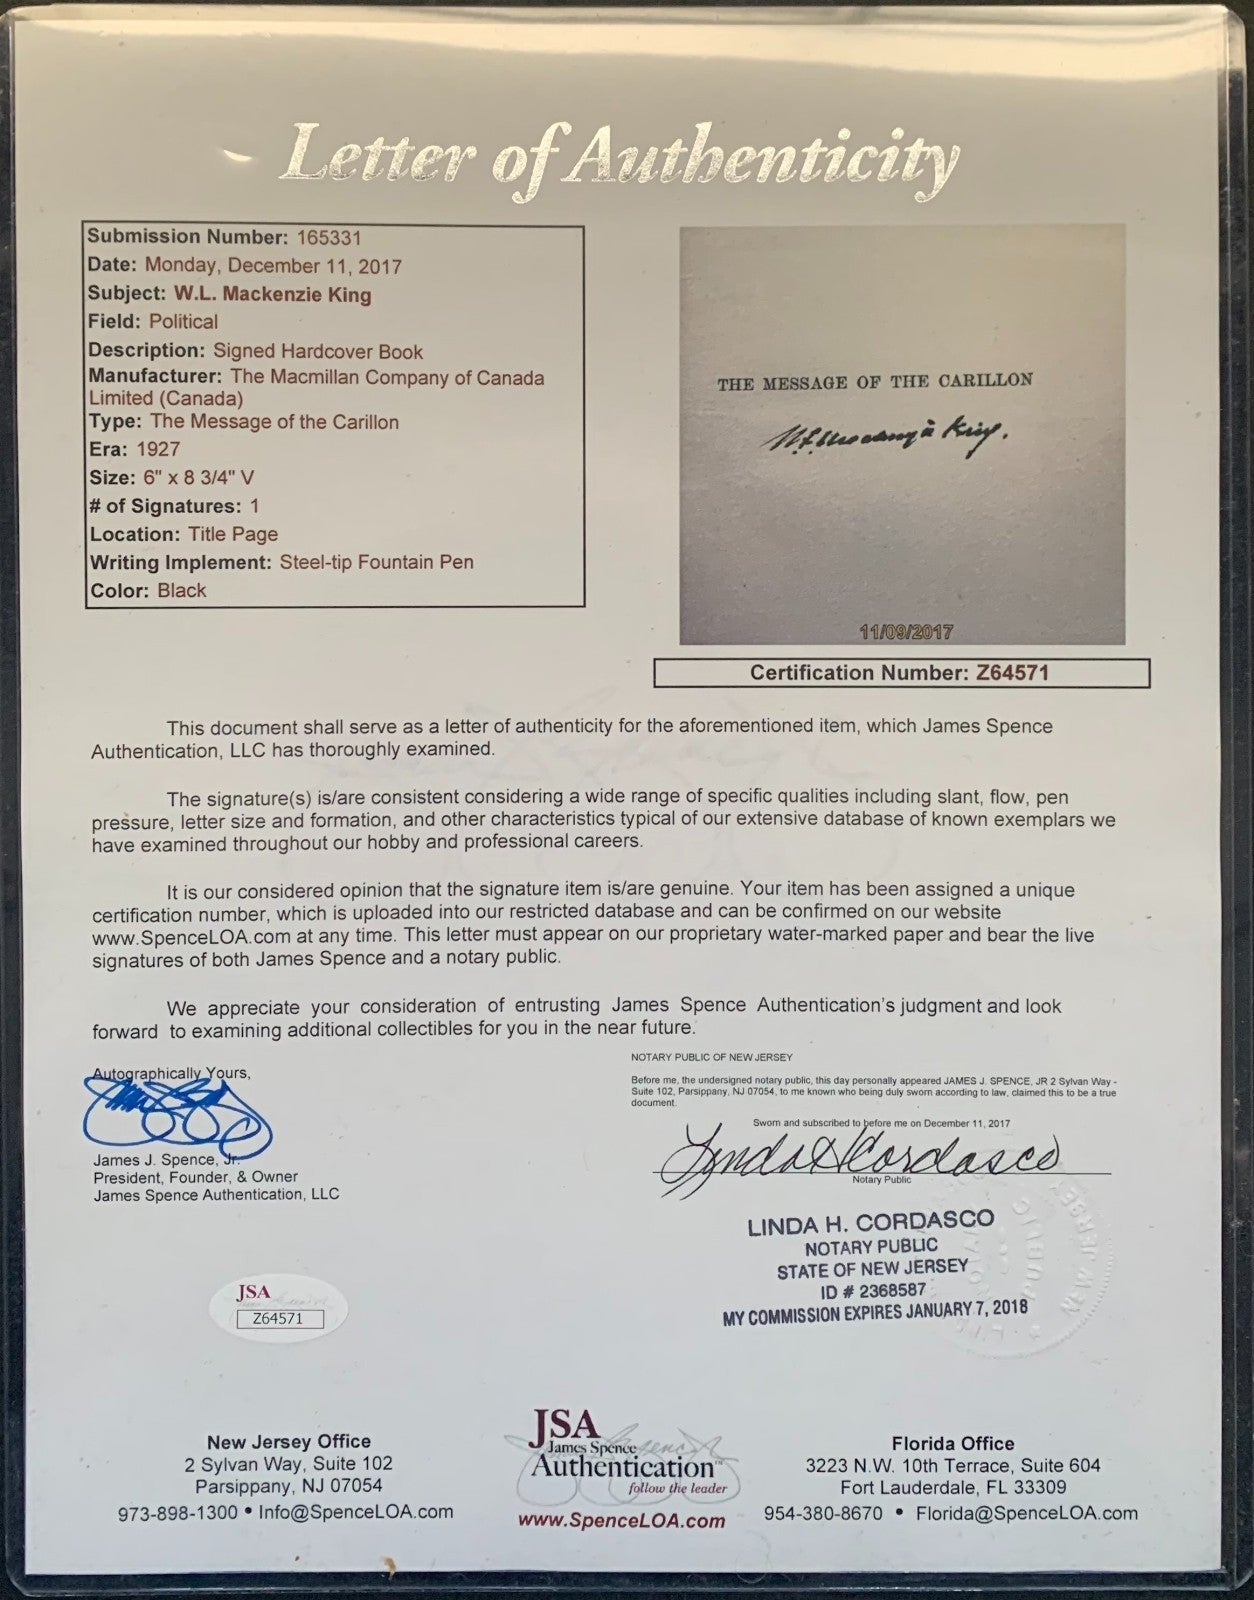 Letter of Authenticity
Submission Number: 165331
Date: Monday, December 11, 2017
Subject: W.L. Mackenzie King
Field: Political
Description: Signed Hardcover Book
Manufacturer: The Macmillan Company of Canada
Limited (Canada)
Type: The Message of the Carillon
Era: 1927
Size: 6" x 8 3/4" V
# of Signatures: 1
Location: Title Page
Writing Implement: Steel-tip Fountain Pen
Color: Black
THE MESSAGE OF THE CARILLON
W.L. Mackenzie King.
11/09/2017
Certification Number: Z64571
This document shall serve as a letter of authenticity for the aforementioned item, which James Spence
Authentication, LLC has thoroughly examined.
The signature(s) is/are consistent considering a wide range of specific qualities including slant, flow, pen
pressure, letter size and formation, and other characteristics typical of our extensive database of known exemplars we
have examined throughout our hobby and professional careers.
It is our considered opinion that the signature item is/are genuine. Your item has been assigned a unique
certification number, which is uploaded into our restricted database and can be confirmed on our website
www.SpenceLOA.com at any time. This letter must appear on our proprietary water-marked paper and bear the live
signatures of both James Spence and a notary public.
We appreciate your consideration of entrusting James Spence Authentication's judgment and look
forward to examining additional collectibles for you in the near future.
Autographically Yours,
James J. Spence, Jr.
President, Founder, & Owner
James Spence Authentication, LLC
NOTARY PUBLIC OF NEW JERSEY
Before me, the undersigned notary public, this day personally appeared JAMES J. SPENCE, JR 2 Sylvan Way -
Suite 102, Parsippany, NJ 07054, to me known who being duly sworn according to law, claimed this to be a true
document.
Sworn and subscribed to before me on December 11, 2017
Linda H Cordasco
Notary Public
LINDA H. CORDASCO
NOTARY PUBLIC
STATE OF NEW JERSEY
ID # 2368587
MY COMMISSION EXPIRES JANUARY 7, 2018
JSA
Z64571
New Jersey Office
2 Sylvan Way, Suite 102
Parsippany, NJ 07054
973-898-1300 • Info@SpenceLOA.com
JSA
James Spence
Authentication™
follow the leader
www.SpenceLOA.com
Florida Office
3223 N.W. 10th Terrace, Suite 604
Fort Lauderdale, FL 33309
954-380-8670 • Florida@SpenceLOA.com